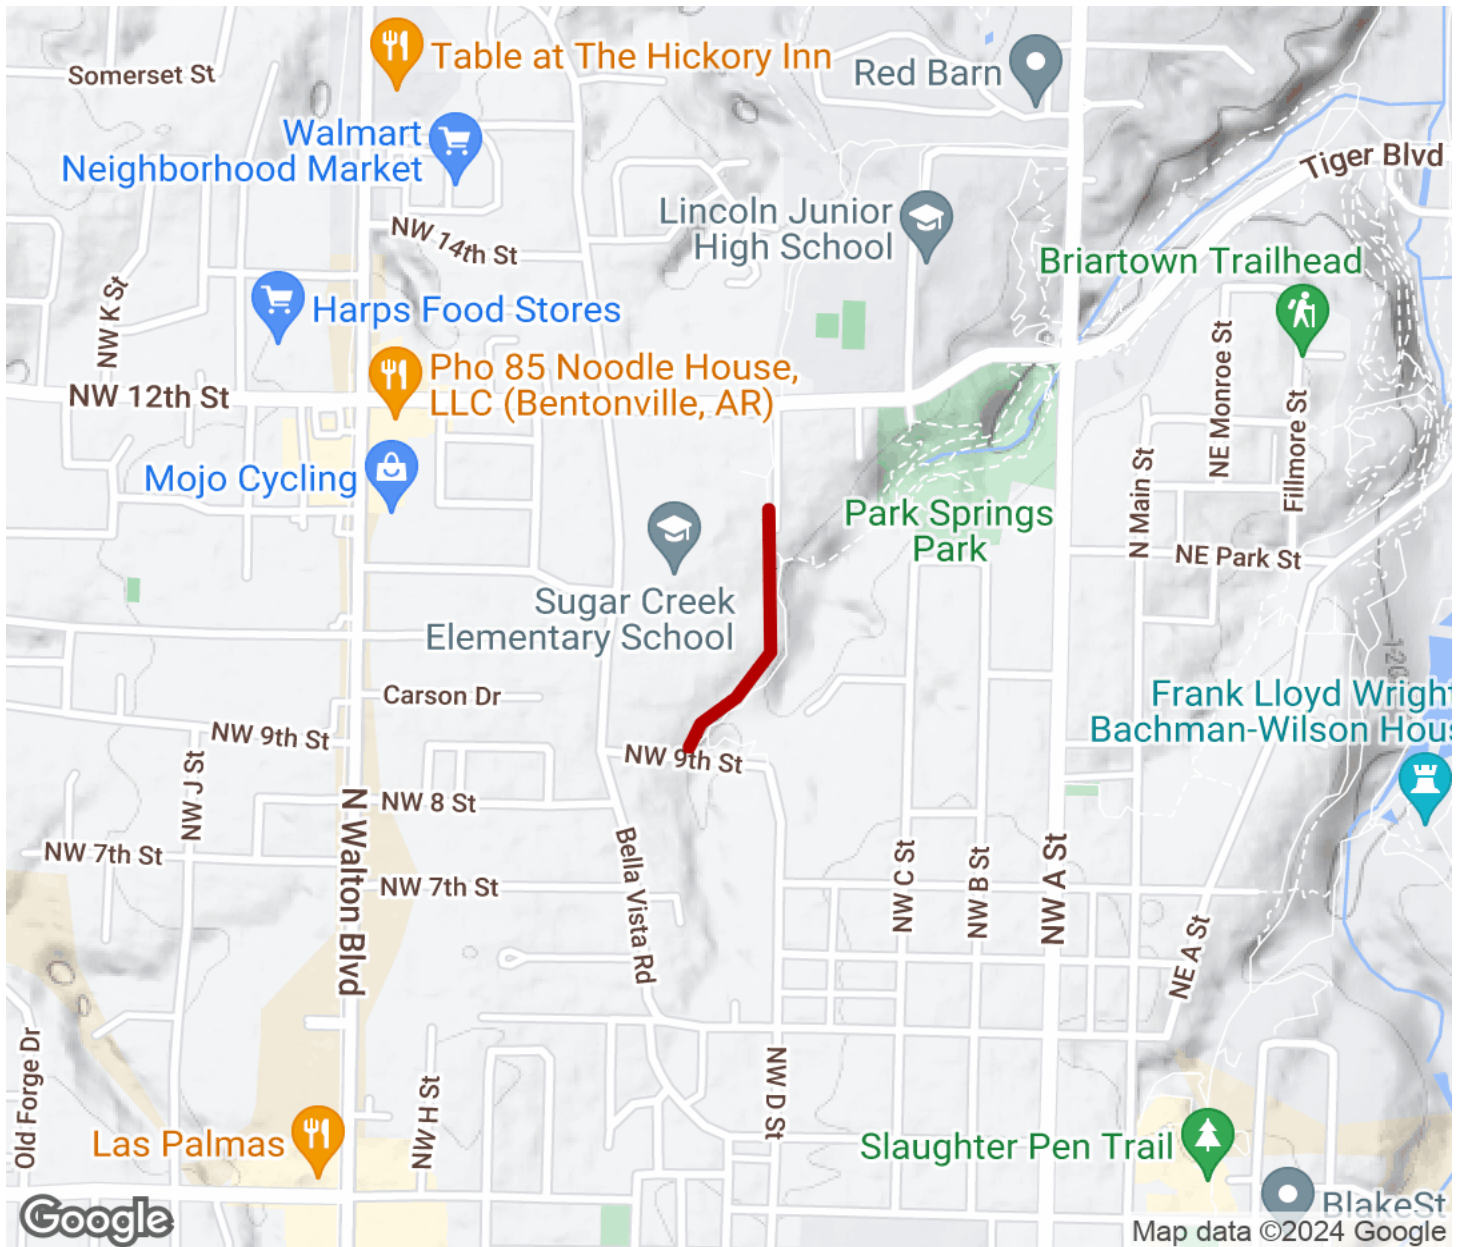 Somerset St
Table at The Hickory Inn
Red Barn
Walmart
Neighborhood Market
Tiger Blvd
Lincoln Junior
High School
NW 14th St
Briartown Trailhead
NW K St
Harps Food Stores
NE Monroe St
Pho 85 Noodle House,
LLC (Bentonville, AR)
NW 12th St
Fillmore St
Mojo Cycling
N Main St
Park Springs
Park
NE Park St
Sugar Creek
Elementary School
Carson Dr
Frank Lloyd Wright
Bachman-Wilson Hous
NW 9th St
NW 9th St
NW J St
NW 8 St
N Walton Blvd
NW 7th St
Bella Vista Rd
NW C St
NW B St
NW A St
NW 7th St
NE A St
Old Forge Dr
NW H St
NW D St
Las Palmas
Slaughter Pen Trail
BlakeSt
Google
Map data ©2024 Google